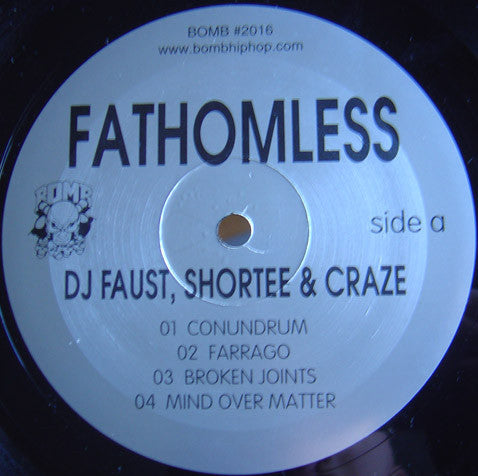 BOMB #2016
www.bombhiphop.com
FATHOMLESS
BOMB
side a
DJ FAUST, SHORTEE & CRAZE
01 CONUNDRUM
02 FARRAGO
03 BROKEN JOINTS
04 MIND OVER MATTER